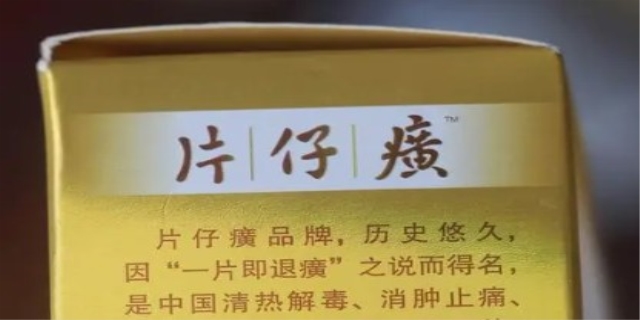 片仔癀™
片仔癀品牌,历史悠久,
因“一片即退癀”之说而得名,
是中国清热解毒、消肿止痛、